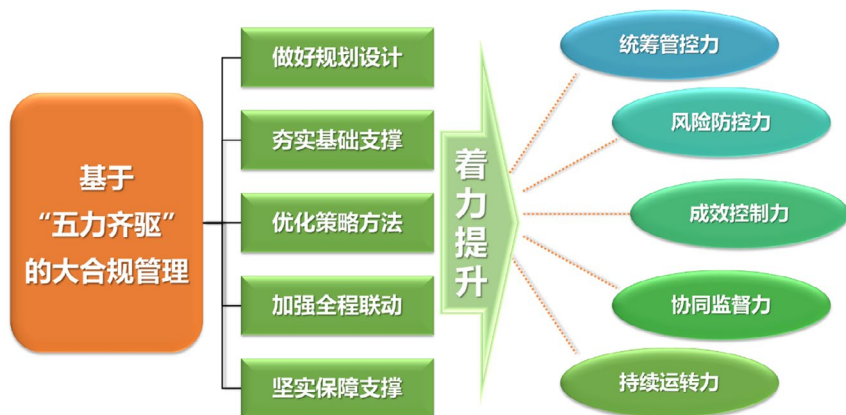 基于
“五力齐驱”
的大合规管理
做好规划设计
夯实基础支撑
优化策略方法
加强全程联动
坚实保障支撑
着力提升
统筹管控力
风险防控力
成效控制力
协同监督力
持续运转力